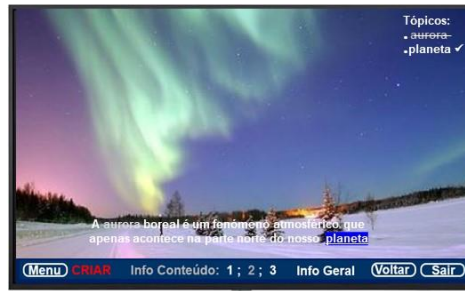 Tópicos:
• aurora
• planeta ✓
A aurora boreal é um fenómeno atmosférico que
apenas acontece na parte norte do nosso planeta
Menu CRIAR Info Conteúdo: 1 ; 2 ; 3 Info Geral Voltar Sair